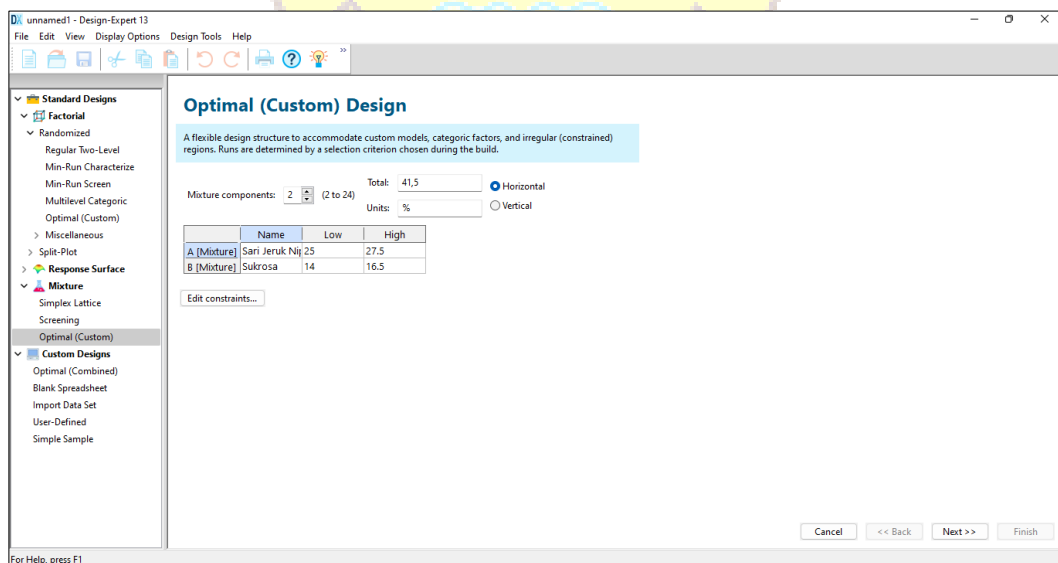 unnamed1 - Design-Expert 13
File Edit View Display Options Design Tools Help
»
Standard Designs
Factorial
Randomized
Regular Two-Level
Min-Run Characterize
Min-Run Screen
Multilevel Categoric
Optimal (Custom)
Miscellaneous
Split-Plot
Response Surface
Mixture
Simplex Lattice
Screening
Optimal (Custom)
Custom Designs
Optimal (Combined)
Blank Spreadsheet
Import Data Set
User-Defined
Simple Sample
Optimal (Custom) Design
A flexible design structure to accommodate custom models, categoric factors, and irregular (constrained)
regions. Runs are determined by a selection criterion chosen during the build.
Mixture components: 2 (2 to 24)
Total: 41,5
Units: %
Horizontal
Vertical
Name Low High
A [Mixture] Sari Jeruk Nip 25 27.5
B [Mixture] Sukrosa 14 16.5
Edit constraints...
Cancel << Back Next >> Finish
For Help, press F1